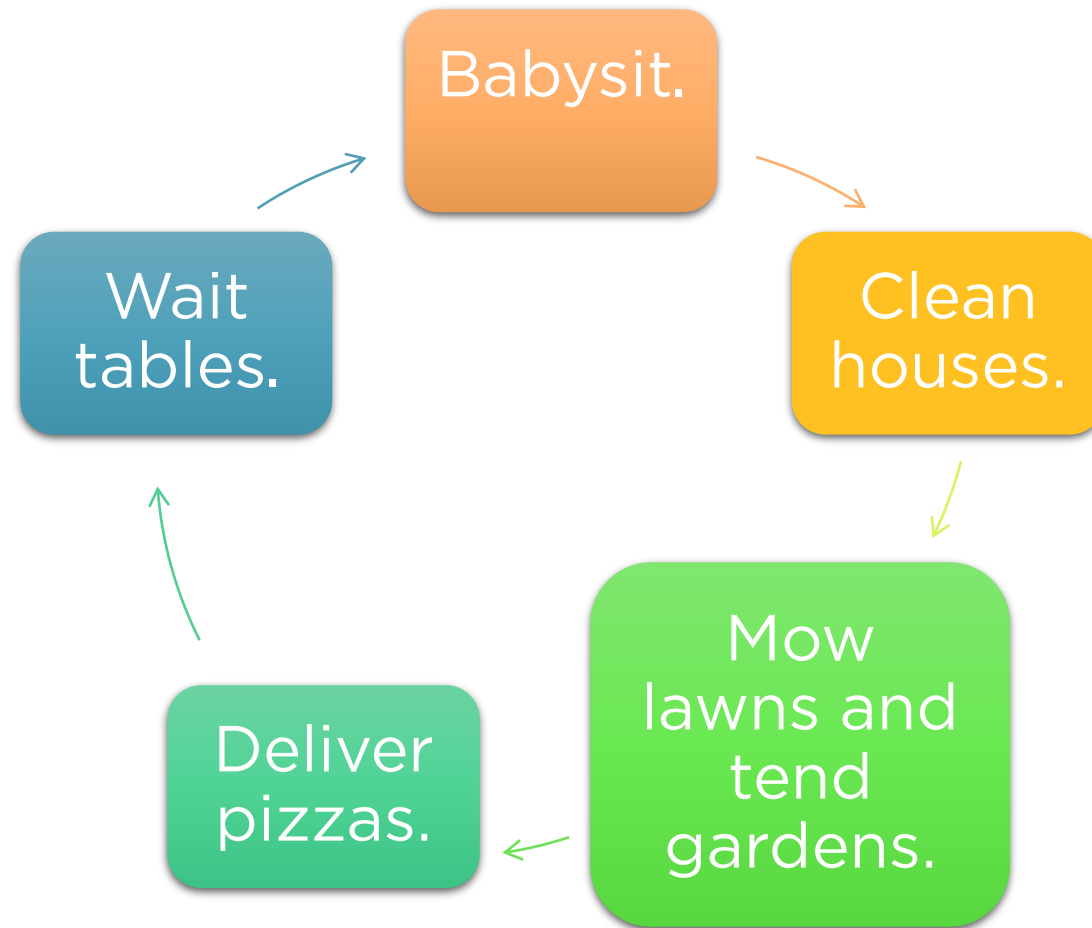 Babysit.
Clean
houses.
Mow
lawns and
tend
gardens.
Deliver
pizzas.
Wait
tables.